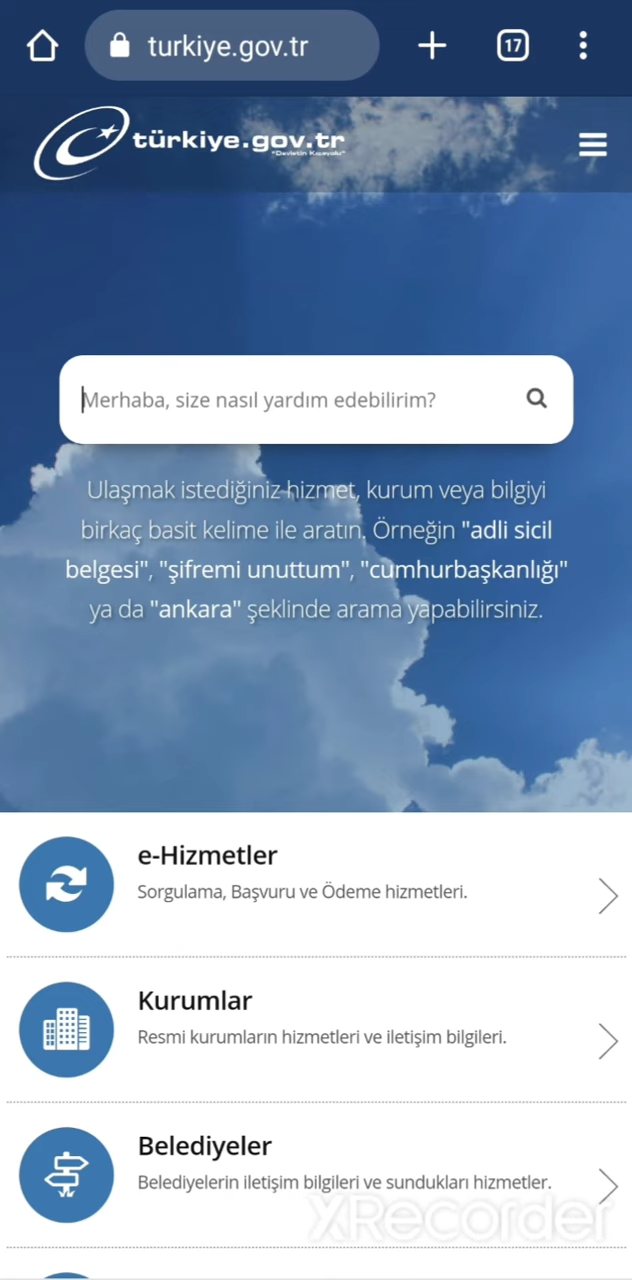 turkiye.gov.tr
17
türkiye.gov.tr
"Devletin Kısayolu"
Merhaba, size nasıl yardım edebilirim?
Ulaşmak istediğiniz hizmet, kurum veya bilgiyi
birkaç basit kelime ile aratın. Örneğin "adli sicil
belgesi", "şifremi unuttum", "cumhurbaşkanlığı"
ya da "ankara" şeklinde arama yapabilirsiniz.
e-Hizmetler
Sorgulama, Başvuru ve Ödeme hizmetleri.
Kurumlar
Resmi kurumların hizmetleri ve iletişim bilgileri.
Belediyeler
Belediyelerin iletişim bilgileri ve sundukları hizmetler.
XRecorder